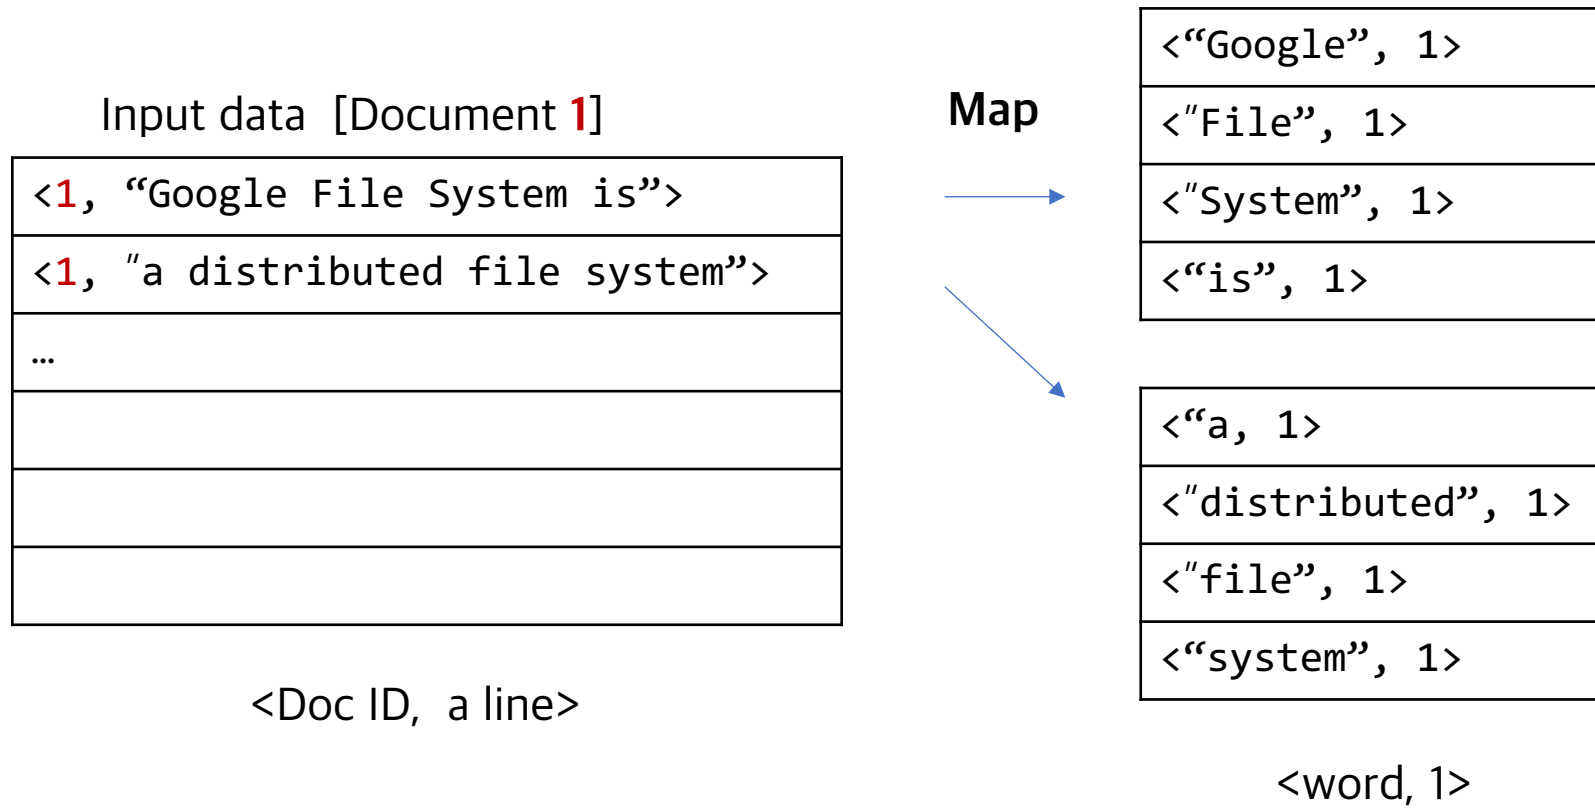 Input data [Document 1]
<1, “Google File System is”>
<1, "a distributed file system”>
…
<Doc ID, a line>
Map
<“Google”, 1>
<"File”, 1>
<"System”, 1>
<“is”, 1>
<“a, 1>
<"distributed”, 1>
<"file”, 1>
<“system”, 1>
<word, 1>